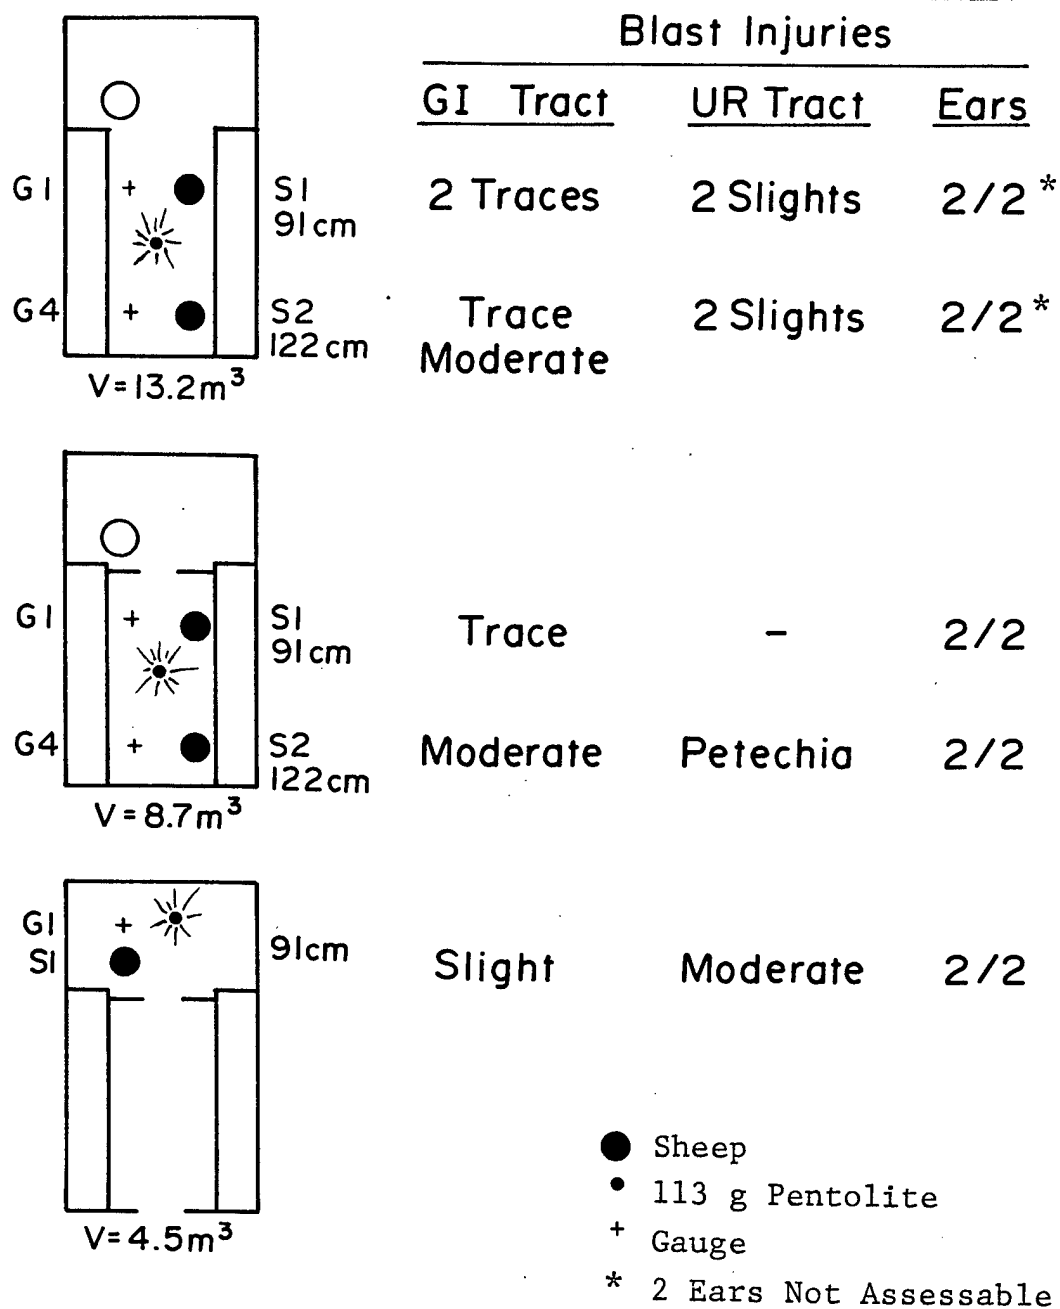 Blast Injuries
GI Tract UR Tract Ears
G1 + S1 2 Traces 2 Slights 2/2*
91cm
G4 + S2 Trace 2 Slights 2/2*
122cm Moderate
V=13.2m³
G1 + S1 Trace - 2/2
91cm
G4 + S2 Moderate Petechia 2/2
122cm
V=8.7m³
G1 +
S1 91cm Slight Moderate 2/2
V=4.5m³
Sheep
113 g Pentolite
+ Gauge
* 2 Ears Not Assessable